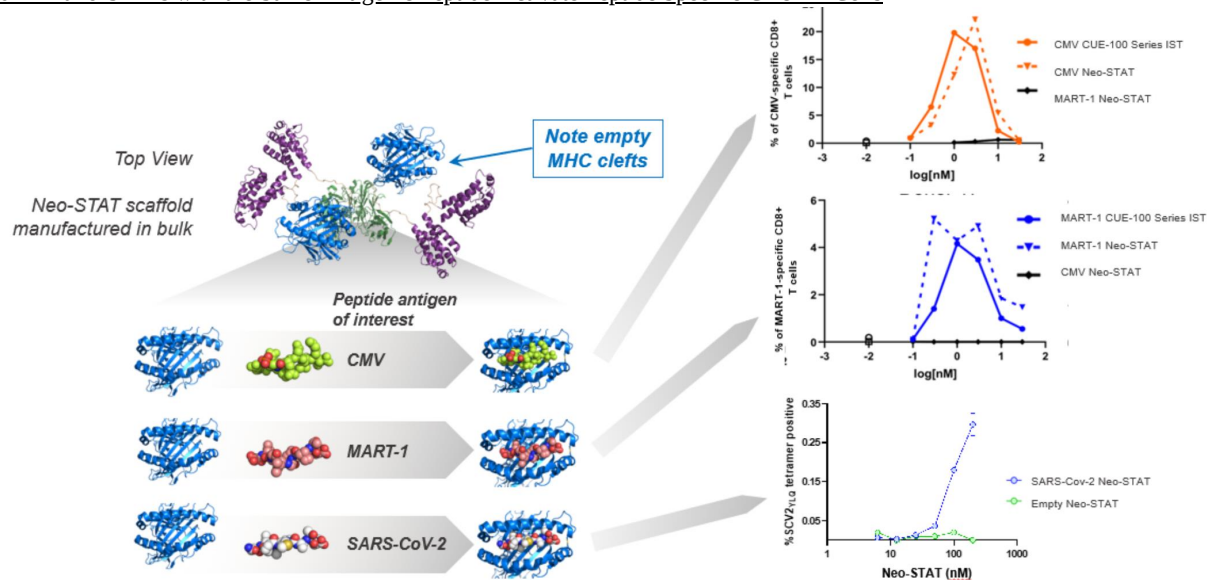 Top View
Neo-STAT scaffold
manufactured in bulk
Note empty
MHC clefts
Peptide antigen
of interest
CMV
MART-1
SARS-CoV-2
% of CMV-specific CD8+
T cells
20
15
10
5
0
-3
-2
-1
0
1
2
log[nM]
CMV CUE-100 Series IST
CMV Neo-STAT
MART-1 Neo-STAT
% of MART-1-specific CD8+
T cells
6
4
2
0
-3
-2
-1
0
1
2
log[nM]
MART-1 CUE-100 Series IST
MART-1 Neo-STAT
CMV Neo-STAT
%SCV2YLQ tetramer positive
0.35
0.25
0.15
0.05
1
10
100
1000
Neo-STAT (nM)
SARS-Cov-2 Neo-STAT
Empty Neo-STAT